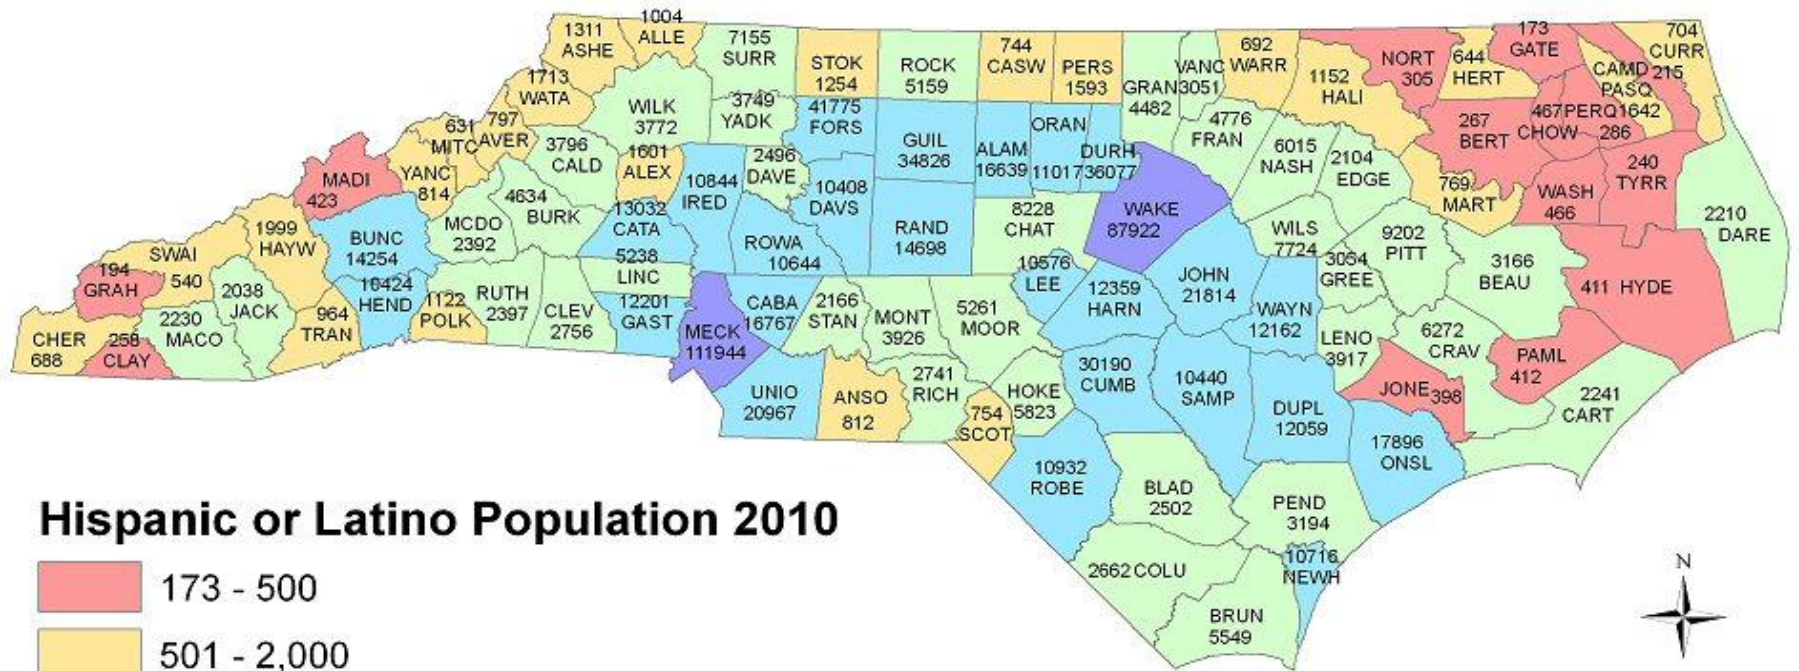 1311
ASHE
1004
ALLE
7155
SURR
STOK
1254
ROCK
5159
744
CASW
PERS
1593
GRAN
4482
VANC
3051
692
WARR
1152
HALI
NORT
305
644
HERT
173
GATE
CAMD
215
704
CURR
PASQ
1642
PERQ
286
467
CHOW
267
BERT
1713
WATA
WILK
3772
3749
YADK
41775
FORS
GUIL
34826
ALAM
16639
ORAN
11017
DURH
36077
4776
FRAN
6015
NASH
2104
EDGE
769
MART
WASH
466
240
TYRR
2210
DARE
631
MITC
797
AVER
YANC
814
MADI
423
3796
CALD
1601
ALEX
10844
IRED
2496
DAVE
10408
DAVS
RAND
14698
8228
CHAT
WAKE
87922
WILS
7724
9202
PITT
3054
GREE
3166
BEAU
411 HYDE
SWAI
540
1999
HAYW
BUNC
14254
MCDO
2392
4634
BURK
13032
CATA
5238
LINC
ROWA
10644
10576
LEE
12359
HARN
JOHN
21814
WAYN
12162
194
GRAH
CHER
688
258
CLAY
2230
MACO
2038
JACK
964
TRAN
10424
HEND
1122
POLK
RUTH
2397
CLEV
2756
12201
GAST
MECK
111944
CABA
16767
2166
STAN
MONT
3926
5261
MOOR
LENO
3917
6272
CRAV
PAML
412
JONE
398
2241
CART
UNIO
20967
ANSO
812
2741
RICH
754
SCOT
HOKE
5823
30190
CUMB
10440
SAMP
DUPL
12059
17896
ONSL
10932
ROBE
BLAD
2502
PEND
3194
10716
NEWH
2662 COLU
BRUN
5549
Hispanic or Latino Population 2010
173 - 500
501 - 2,000
N